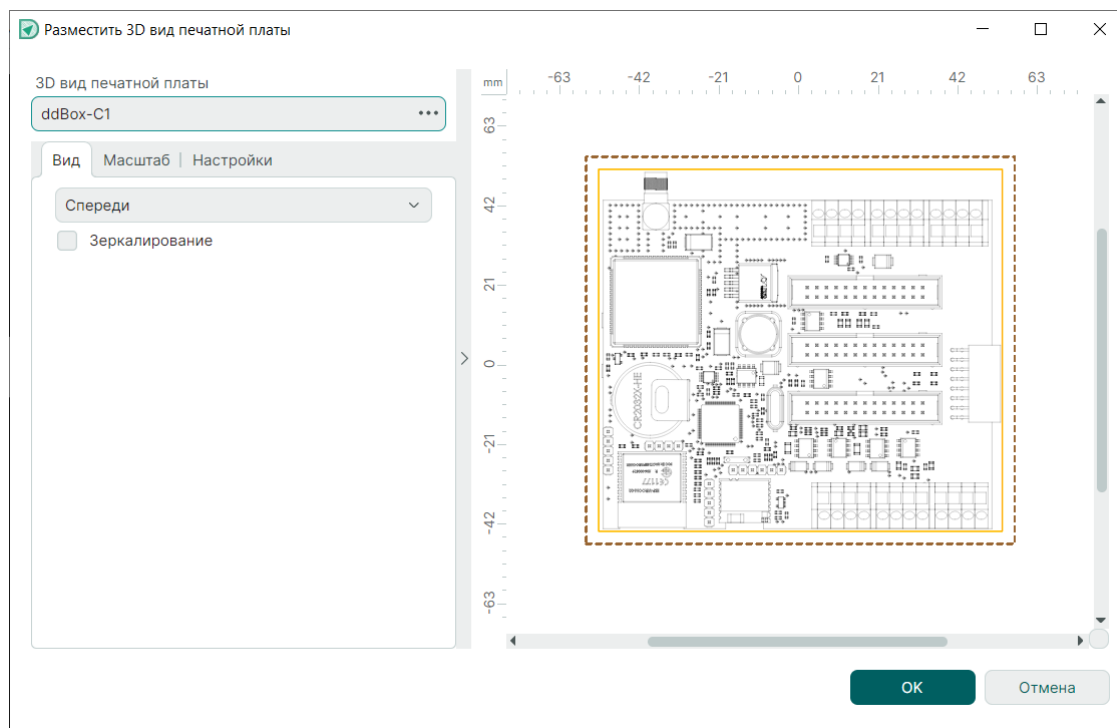 Разместить 3D вид печатной платы
3D вид печатной платы
ddBox-C1
Вид
Масштаб
Настройки
Спереди
Зеркалирование
mm
-63 -42 -21 0 21 42 63
63
42
21
0
-21
-42
-63
CR2032X-HE
CE1177
OK
Отмена